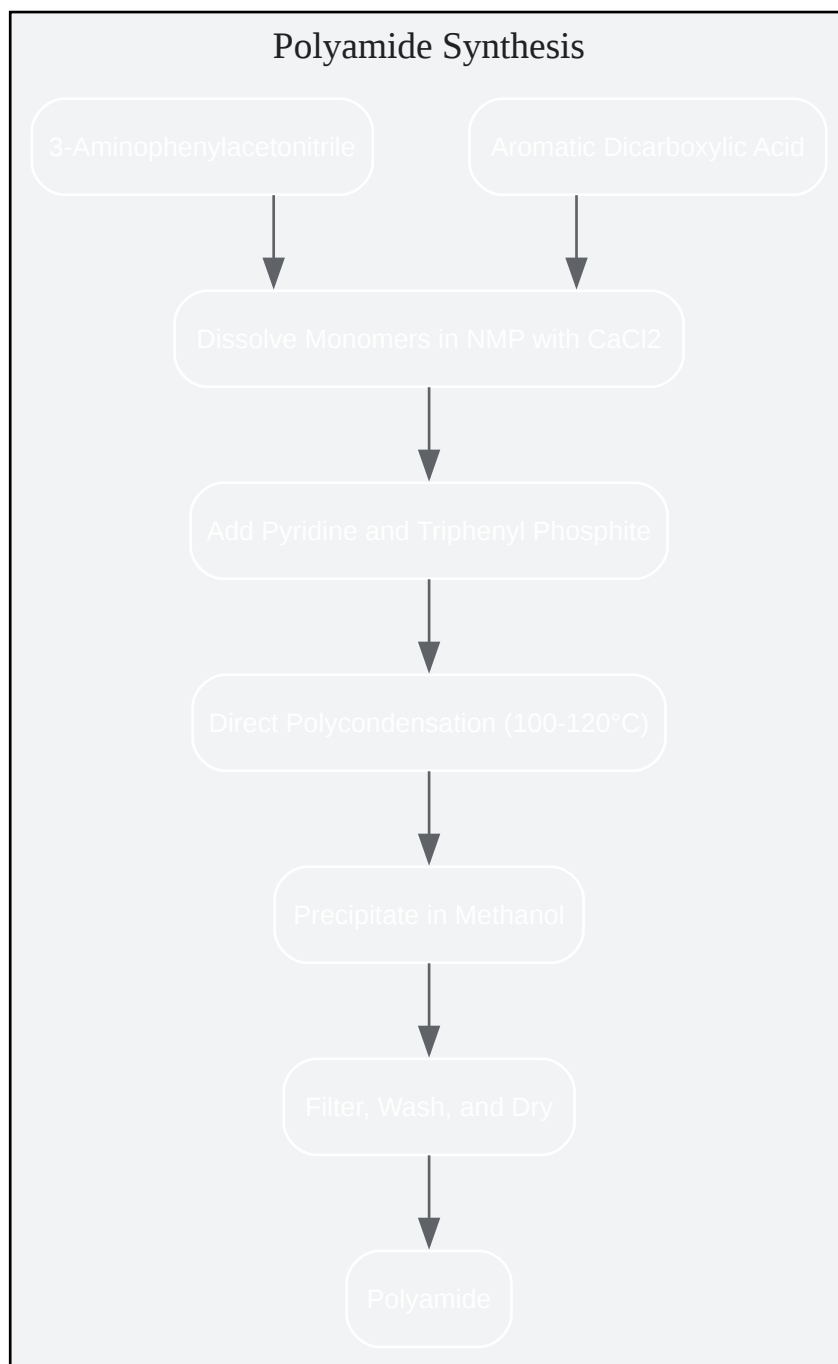 Polyamide Synthesis
3-Aminophenylacetonitrile
Aromatic Dicarboxylic Acid
Dissolve Monomers in NMP with CaCl2
Add Pyridine and Triphenyl Phosphite
Direct Polycondensation (100-120°C)
Precipitate in Methanol
Filter, Wash, and Dry
Polyamide